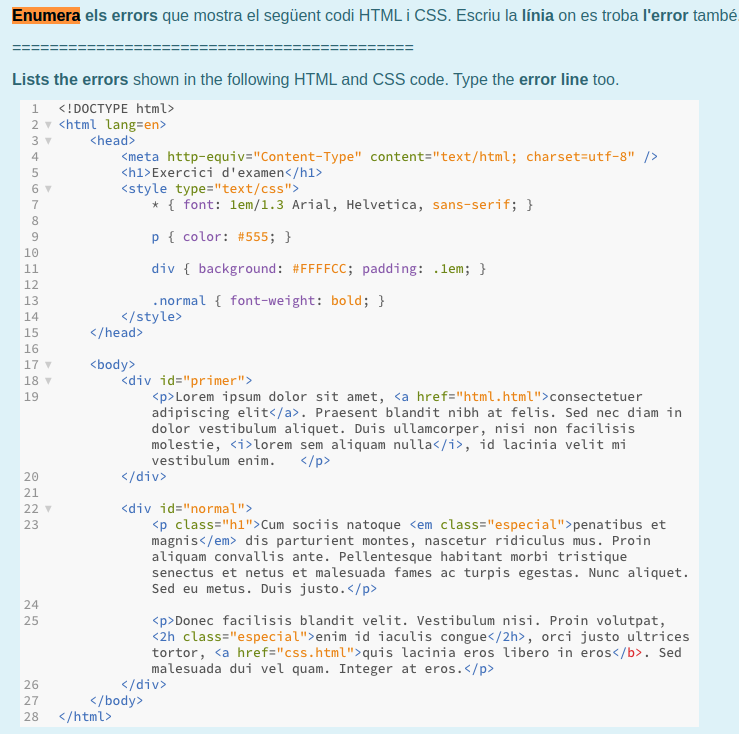 Enumera els errors que mostra el següent codi HTML i CSS. Escriu la línia on es troba l'error també
===========================================
Lists the errors shown in the following HTML and CSS code. Type the error line too.
1 <!DOCTYPE html>
2 <html lang=en>
3 <head>
4 <meta http-equiv="Content-Type" content="text/html; charset=utf-8" />
5 <h1>Exercici d'examen</h1>
6 <style type="text/css">
7 * { font: 1em/1.3 Arial, Helvetica, sans-serif; }
8
9 p { color: #555; }
10
11 div { background: #FFFFCC; padding: .1em; }
12
13 .normal { font-weight: bold; }
14 </style>
15 </head>
16
17 <body>
18 <div id="primer">
19 <p>Lorem ipsum dolor sit amet, <a href="html.html">consectetuer
adipiscing elit</a>. Praesent blandit nibh at felis. Sed nec diam in
dolor vestibulum aliquet. Duis ullamcorper, nisi non facilisis
molestie, <i>lorem sem aliquam nulla</i>, id lacinia velit mi
vestibulum enim.   </p>
20 </div>
21
22 <div id="normal">
23 <p class="h1">Cum sociis natoque <em class="especial">penatibus et
magnis</em> dis parturient montes, nascetur ridiculus mus. Proin
aliquam convallis ante. Pellentesque habitant morbi tristique
senectus et netus et malesuada fames ac turpis egestas. Nunc aliquet.
Sed eu metus. Duis justo.</p>
24
25 <p>Donec facilisis blandit velit. Vestibulum nisi. Proin volutpat,
<2h class="especial">enim id iaculis congue</2h>, orci justo ultrices
tortor, <a href="css.html">quis lacinia eros libero in eros</b>. Sed
malesuada dui vel quam. Integer at eros.</p>
26 </div>
27 </body>
28 </html>